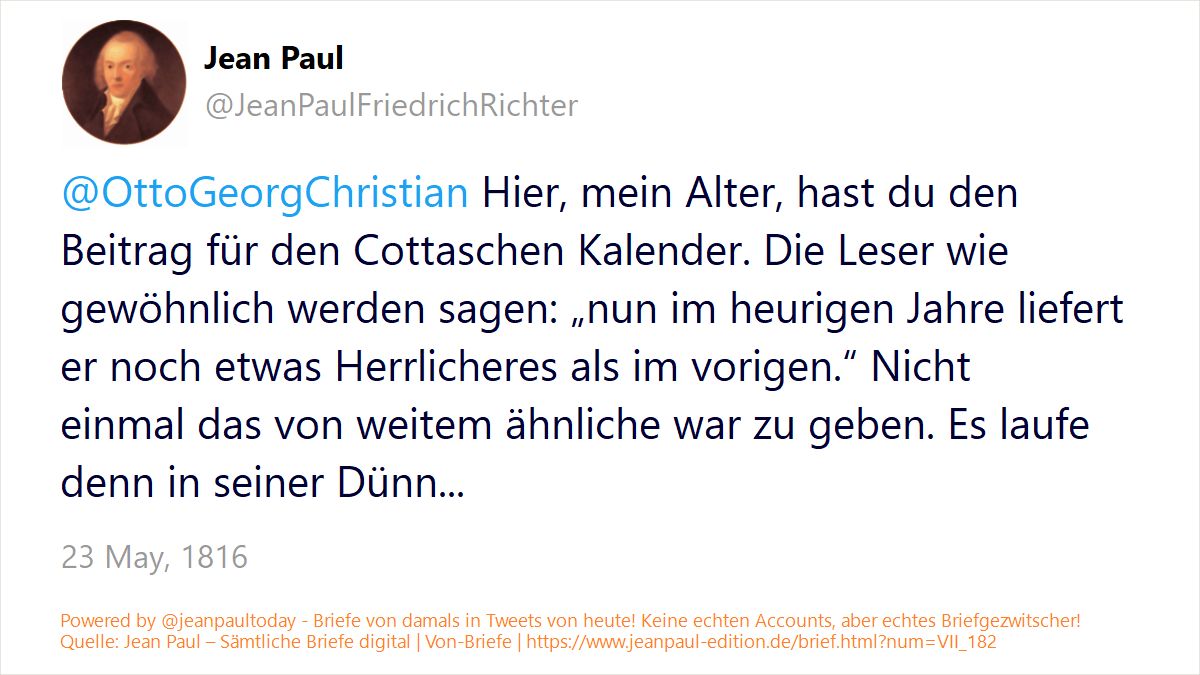 Jean Paul
@JeanPaulFriedrichRichter
@OttoGeorgChristian Hier, mein Alter, hast du den
Beitrag für den Cottaschen Kalender. Die Leser wie
gewöhnlich werden sagen: „nun im heurigen Jahre liefert
er noch etwas Herrlicheres als im vorigen.“ Nicht
einmal das von weitem ähnliche war zu geben. Es laufe
denn in seiner Dünn...
23 May, 1816
Powered by @jeanpaultoday - Briefe von damals in Tweets von heute! Keine echten Accounts, aber echtes Briefgezwitscher!
Quelle: Jean Paul – Sämtliche Briefe digital | Von-Briefe | https://www.jeanpaul-edition.de/brief.html?num=VII_182